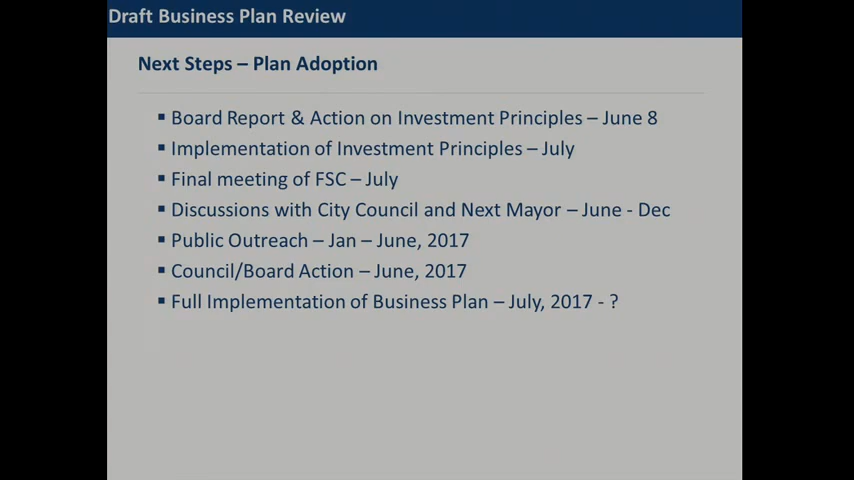 Draft Business Plan Review
Next Steps – Plan Adoption
▪ Board Report & Action on Investment Principles – June 8
▪ Implementation of Investment Principles – July
▪ Final meeting of FSC – July
▪ Discussions with City Council and Next Mayor – June - Dec
▪ Public Outreach – Jan – June, 2017
▪ Council/Board Action – June, 2017
▪ Full Implementation of Business Plan – July, 2017 - ?